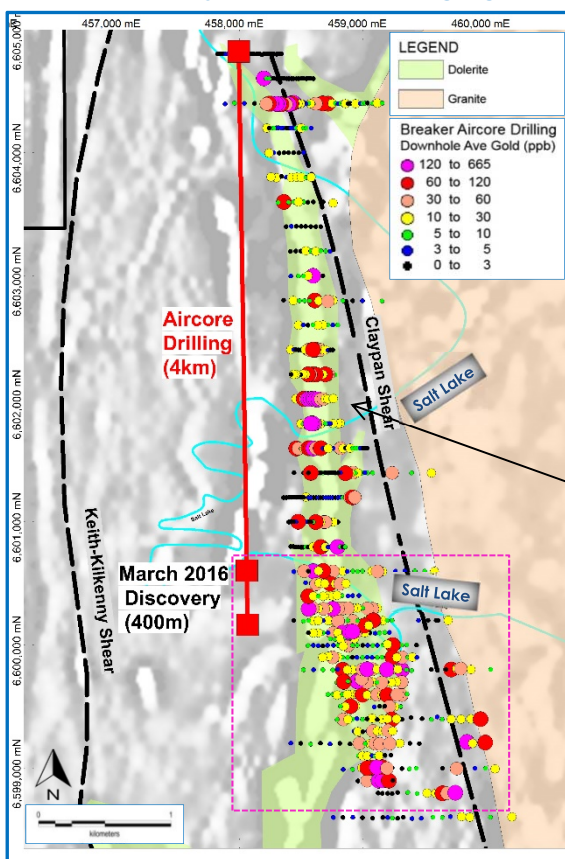 457,000 mE
458,000 mE
459,000 mE
460,000 mE
6,604,000 mN
6,603,000 mN
6,602,000 mN
6,601,000 mN
6,600,000 mN
6,599,000 mN
LEGEND
Dolerite
Granite
Breaker Aircore Drilling
Downhole Ave Gold (ppb)
120 to 665
60 to 120
30 to 60
10 to 30
5 to 10
3 to 5
0 to 3
Aircore
Drilling
(4km)
Claypan Shear
Salt Lake
Salt Lake
Keith-Kilkenny Shear
March 2016
Discovery
(400m)
Salt Lake
N
0
1
kilometers